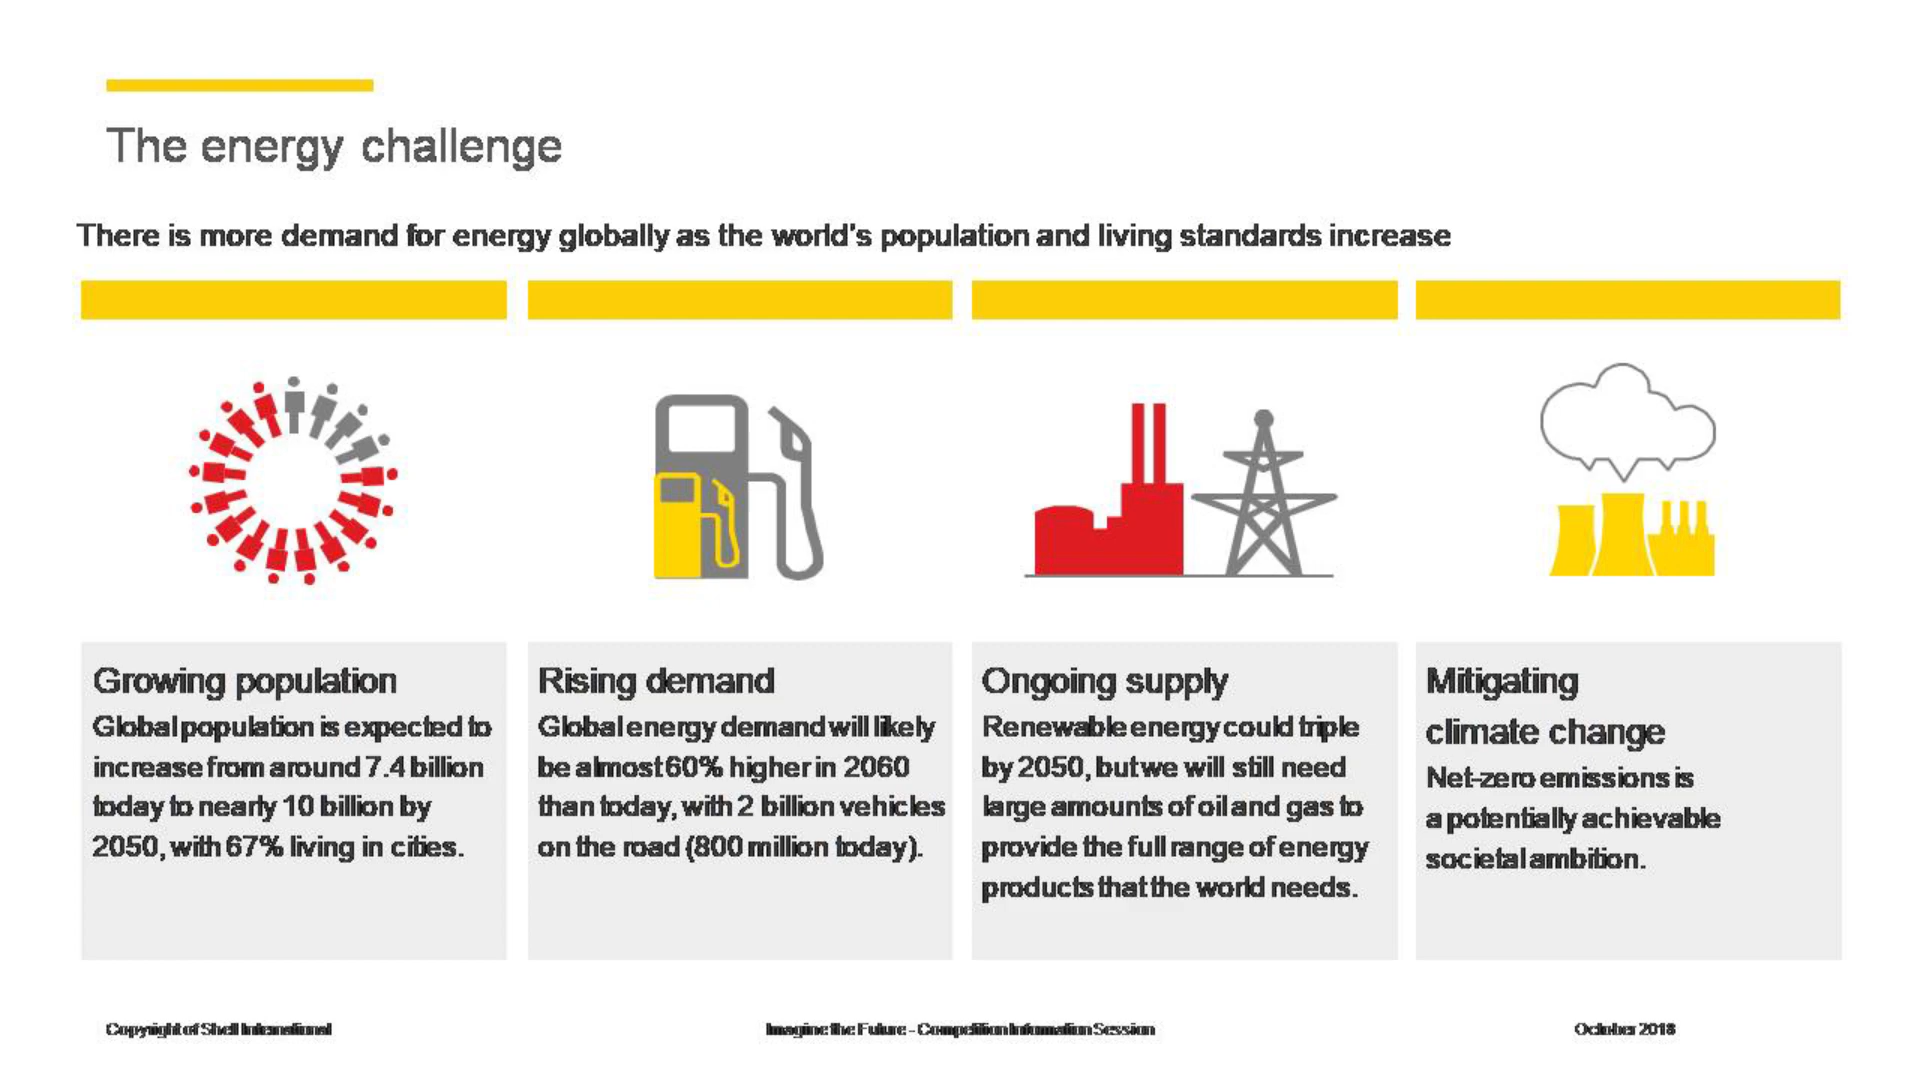 The energy challenge
There is more demand for energy globally as the world's population and living standards increase
Growing population
Global population is expected to
increase from around 7.4 billion
today to nearly 10 billion by
2050, with 67% living in cities.
Rising demand
Global energy demand will likely
be almost 60% higher in 2060
than today, with 2 billion vehicles
on the road (800 million today).
Ongoing supply
Renewable energy could triple
by 2050, but we will still need
large amounts of oil and gas to
provide the full range of energy
products that the world needs.
Mitigating
climate change
Net-zero emissions is
a potentially achievable
societal ambition.
Copyright of Shell International
Imagine the Future - Competition Information Session
October 2018